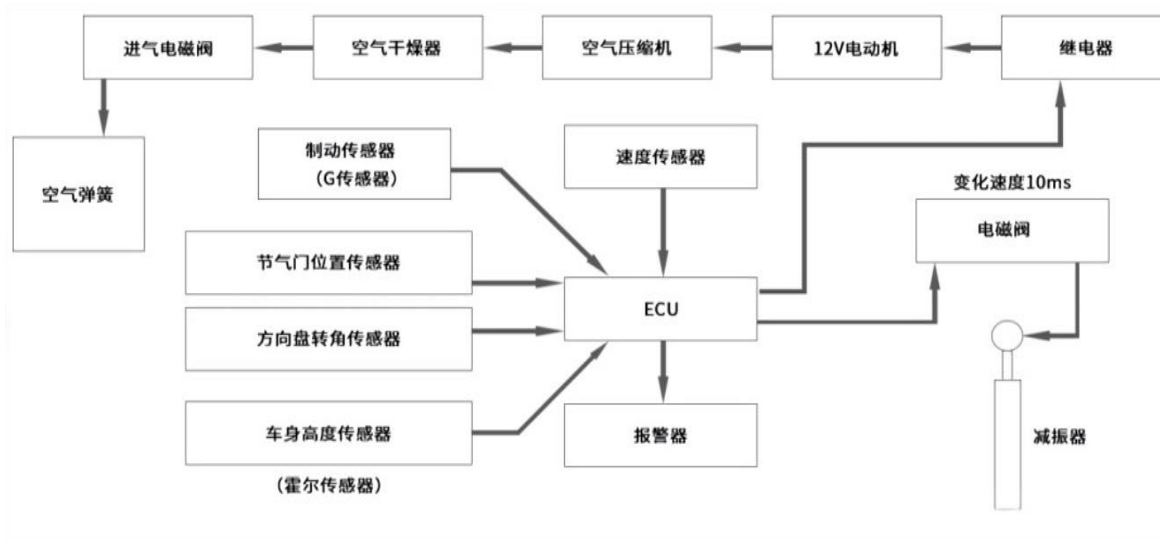 进气电磁阀
空气干燥器
空气压缩机
12V电动机
继电器
空气弹簧
制动传感器
（G传感器）
速度传感器
变化速度10ms
电磁阀
节气门位置传感器
ECU
方向盘转角传感器
车身高度传感器
（霍尔传感器）
报警器
减振器